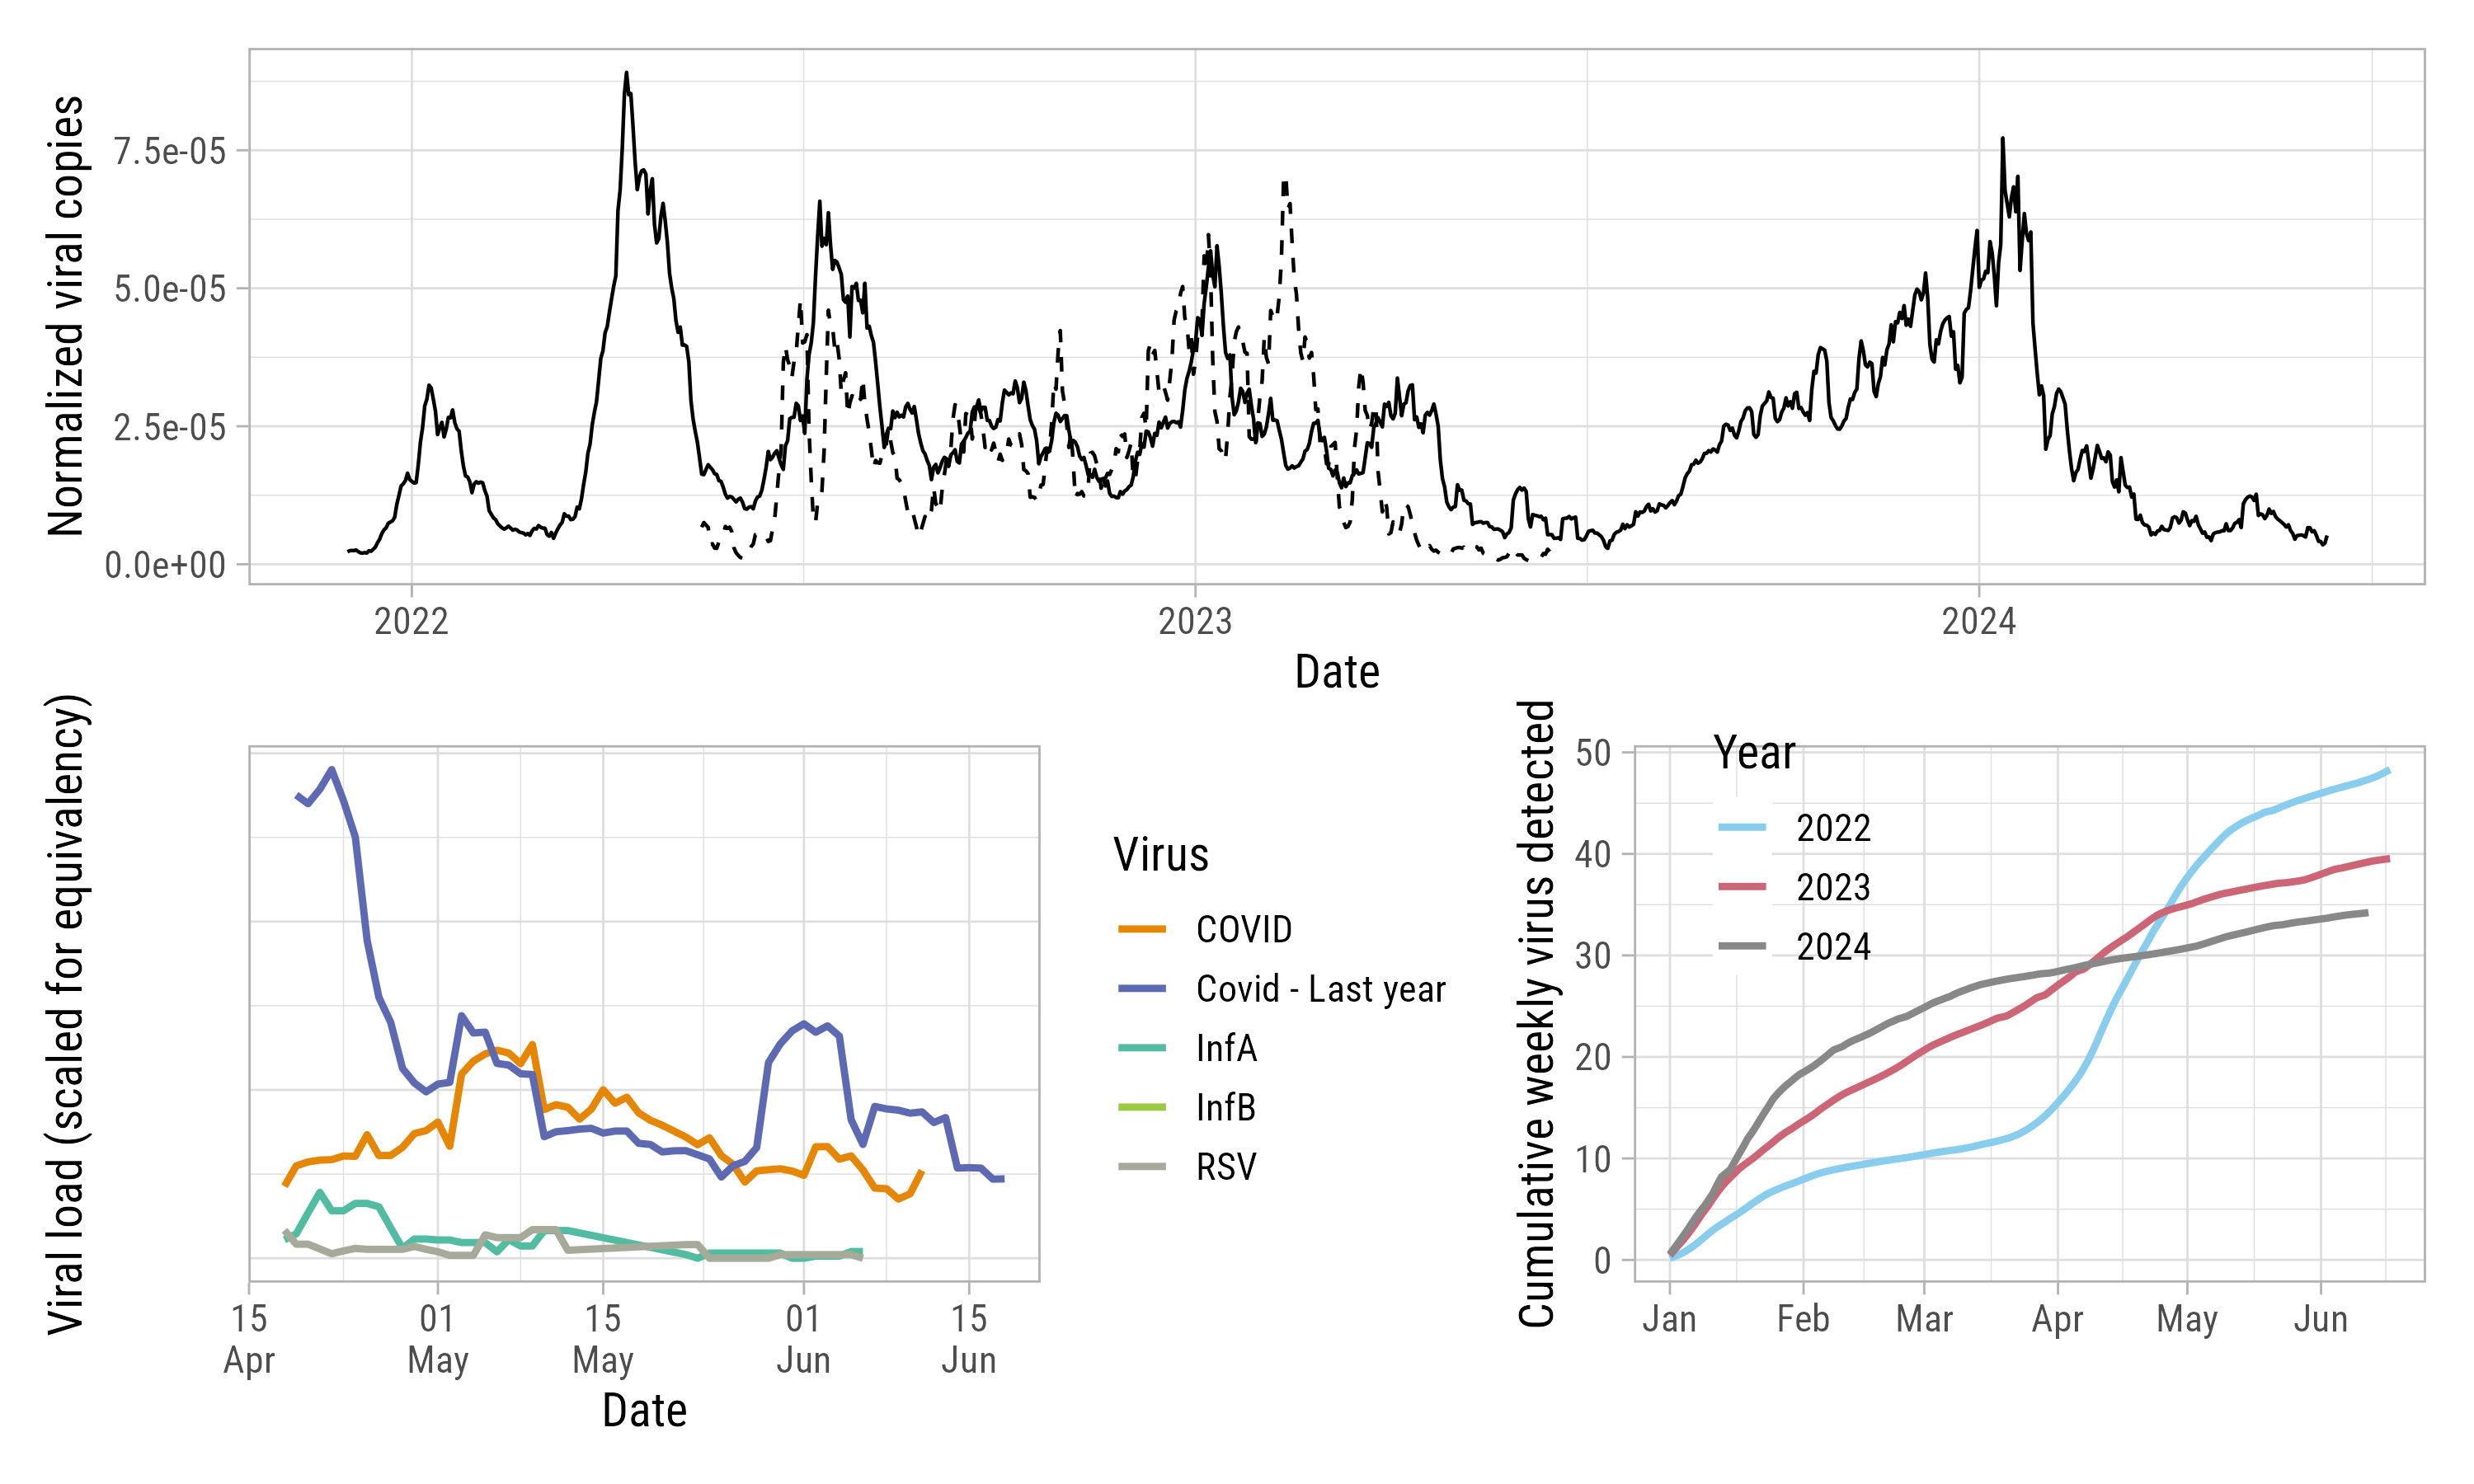 Normalized viral copies
7.5e-05
5.0e-05
2.5e-05
0.0e+00
2022
2023
2024
Date
Viral load (scaled for equivalency)
15
Apr
01
May
15
May
01
Jun
15
Jun
Date
Virus
COVID
Covid - Last year
InfA
InfB
RSV
Cumulative weekly virus detected
50
40
30
20
10
0
Year
2022
2023
2024
Jan
Feb
Mar
Apr
May
Jun